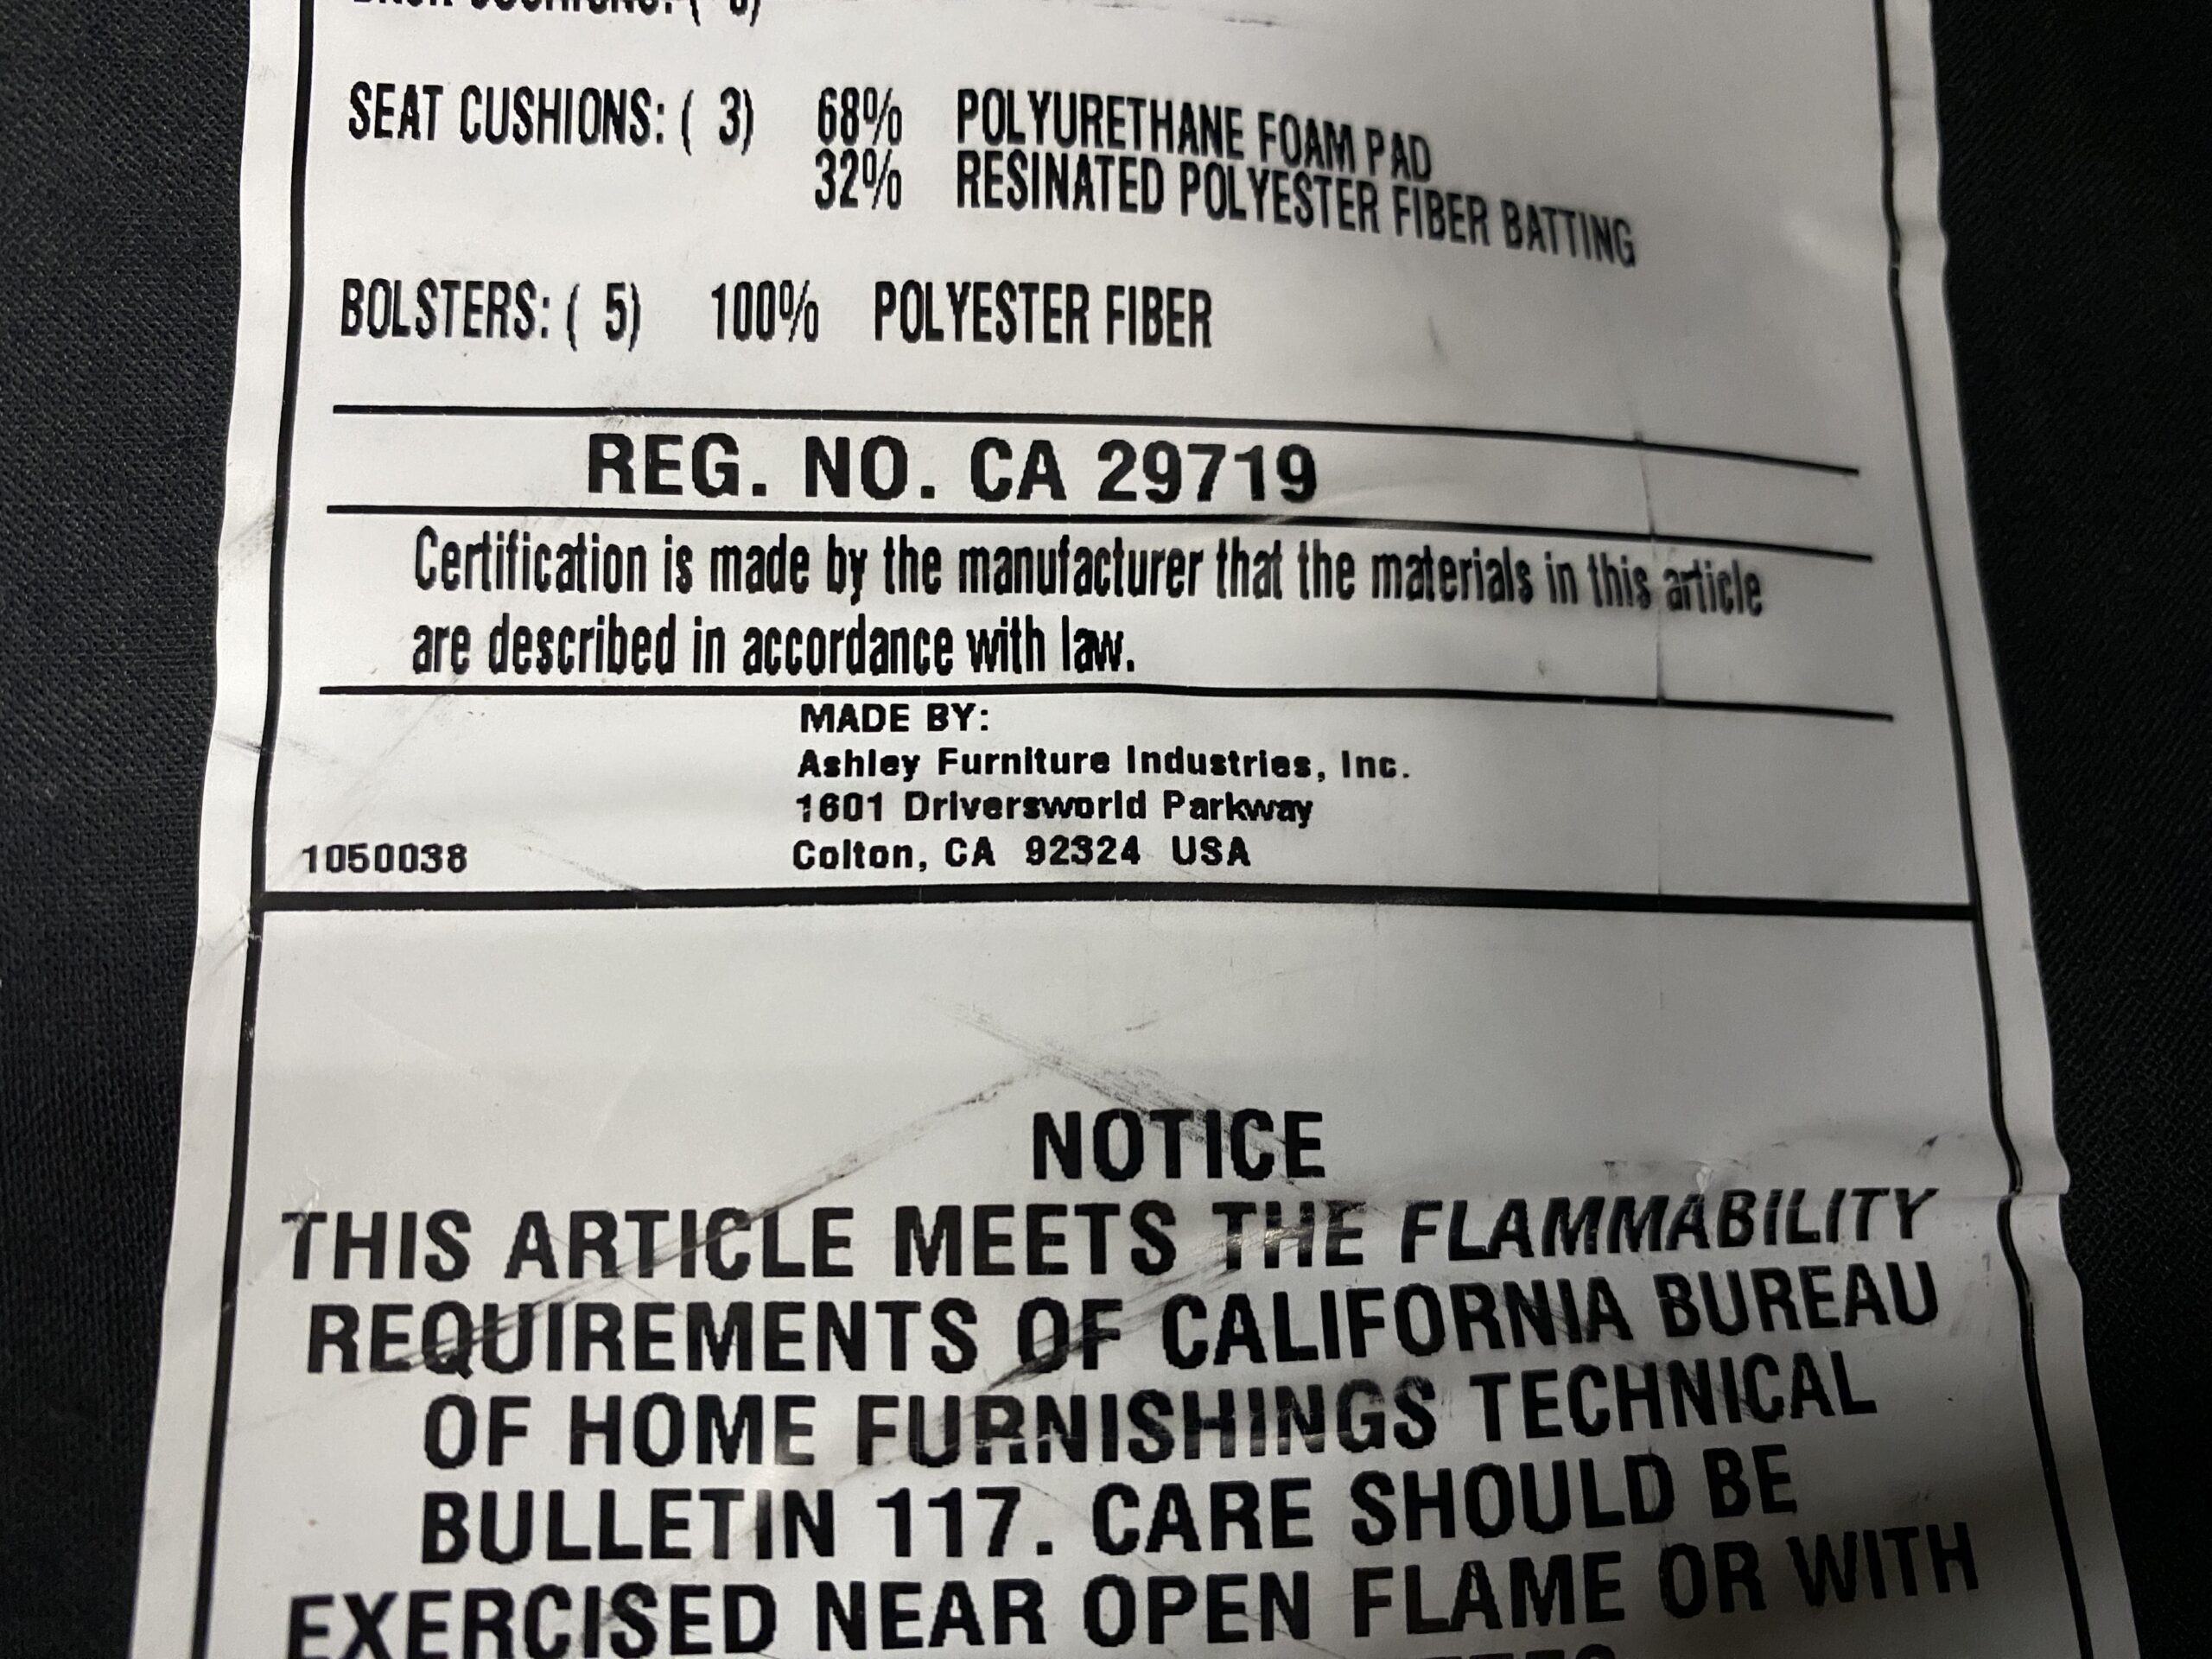 CUSHIONS: (
SEAT CUSHIONS: ( 3) 68% POLYURETHANE FOAM PAD
32% RESINATED POLYESTER FIBER BATTING
BOLSTERS: ( 5) 100% POLYESTER FIBER
REG. NO. CA 29719
Certification is made by the manufacturer that the materials in this article
are described in accordance with law.
MADE BY:
Ashley Furniture Industries, Inc.
1601 Driversworld Parkway
1050038 Colton, CA 92324 USA
NOTICE
THIS ARTICLE MEETS THE FLAMMABILITY
REQUIREMENTS OF CALIFORNIA BUREAU
OF HOME FURNISHINGS TECHNICAL
BULLETIN 117. CARE SHOULD BE
EXERCISED NEAR OPEN FLAME OR WITH